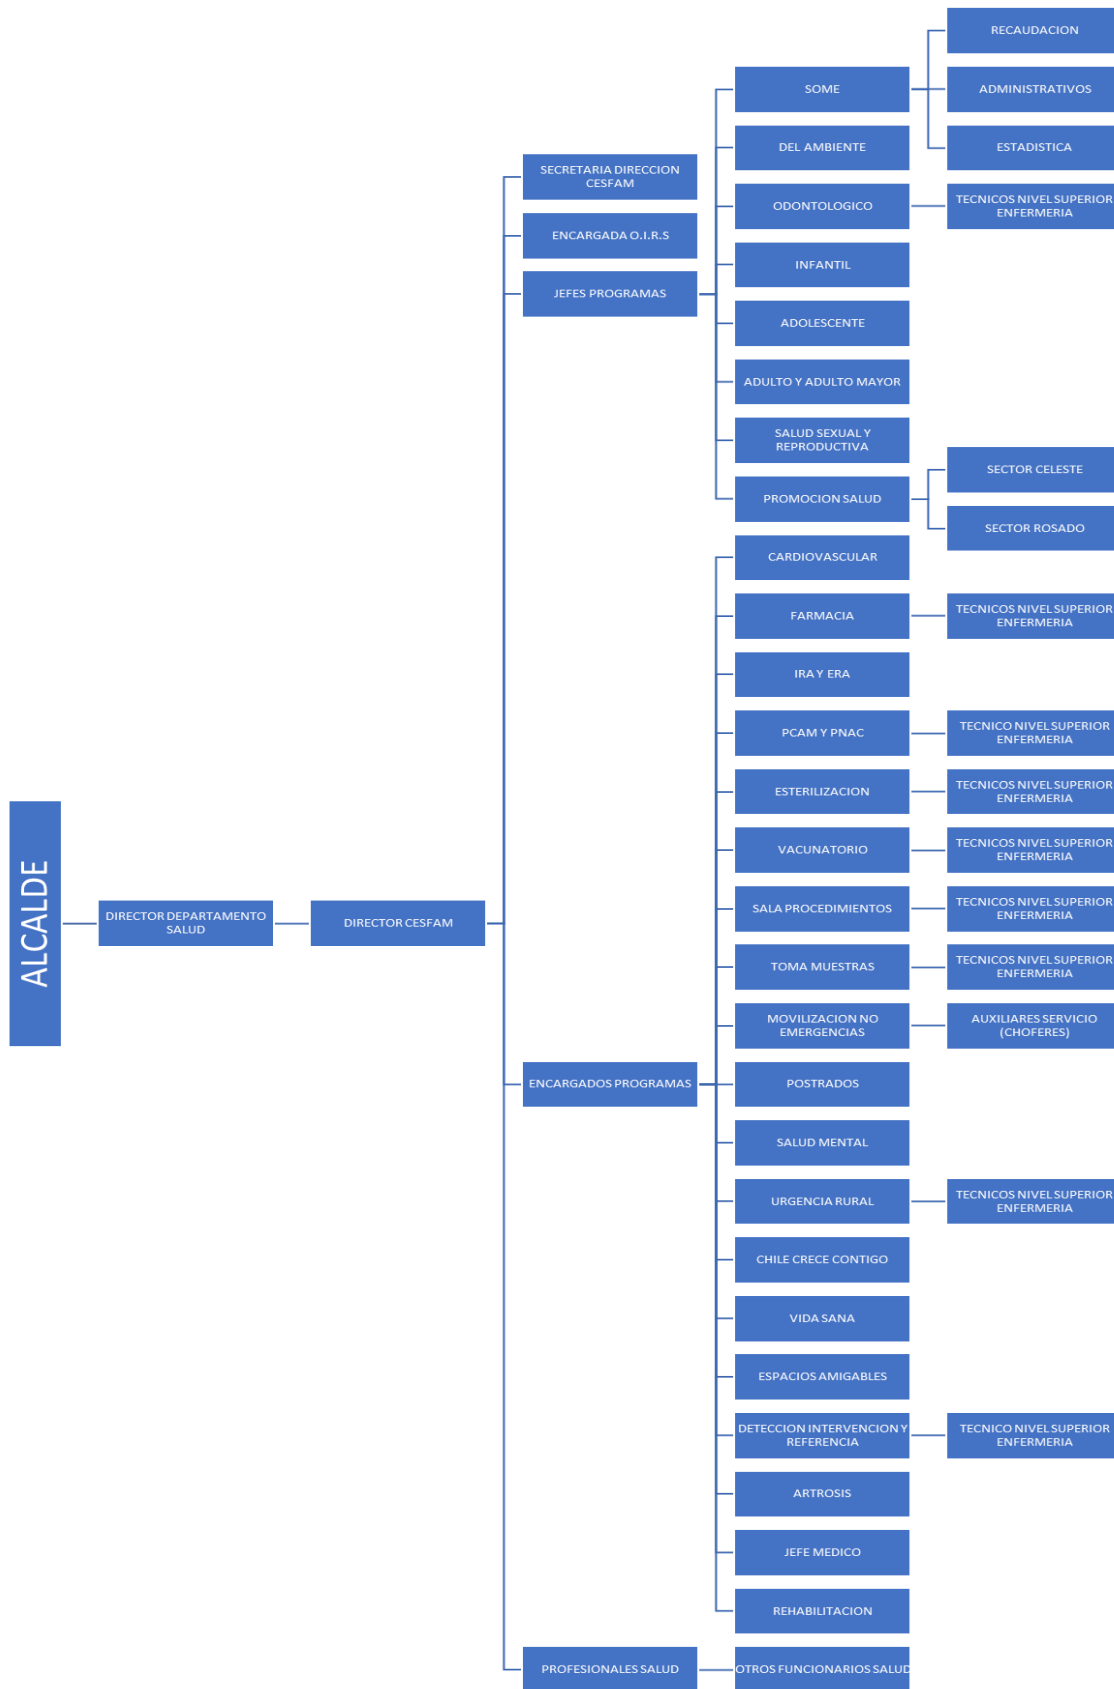 ALCALDE
DIRECTOR DEPARTAMENTO
SALUD
DIRECTOR CESFAM
SECRETARIA DIRECCION
CESFAM
ENCARGADA O.I.R.S
JEFES PROGRAMAS
SOME
RECAUDACION
ADMINISTRATIVOS
ESTADISTICA
DEL AMBIENTE
ODONTOLOGICO
TECNICOS NIVEL SUPERIOR
ENFERMERIA
INFANTIL
ADOLESCENTE
ADULTO Y ADULTO MAYOR
SALUD SEXUAL Y
REPRODUCTIVA
PROMOCION SALUD
SECTOR CELESTE
SECTOR ROSADO
ENCARGADOS PROGRAMAS
CARDIOVASCULAR
FARMACIA
TECNICOS NIVEL SUPERIOR
ENFERMERIA
IRA Y ERA
PCAM Y PNAC
TECNICO NIVEL SUPERIOR
ENFERMERIA
ESTERILIZACION
TECNICOS NIVEL SUPERIOR
ENFERMERIA
VACUNATORIO
TECNICOS NIVEL SUPERIOR
ENFERMERIA
SALA PROCEDIMIENTOS
TECNICOS NIVEL SUPERIOR
ENFERMERIA
TOMA MUESTRAS
TECNICOS NIVEL SUPERIOR
ENFERMERIA
MOVILIZACION NO
EMERGENCIAS
AUXILIARES SERVICIO
(CHOFERES)
POSTRADOS
SALUD MENTAL
URGENCIA RURAL
TECNICOS NIVEL SUPERIOR
ENFERMERIA
CHILE CRECE CONTIGO
VIDA SANA
ESPACIOS AMIGABLES
DETECCION INTERVENCION Y
REFERENCIA
TECNICO NIVEL SUPERIOR
ENFERMERIA
ARTROSIS
JEFE MEDICO
REHABILITACION
PROFESIONALES SALUD
OTROS FUNCIONARIOS SALUD